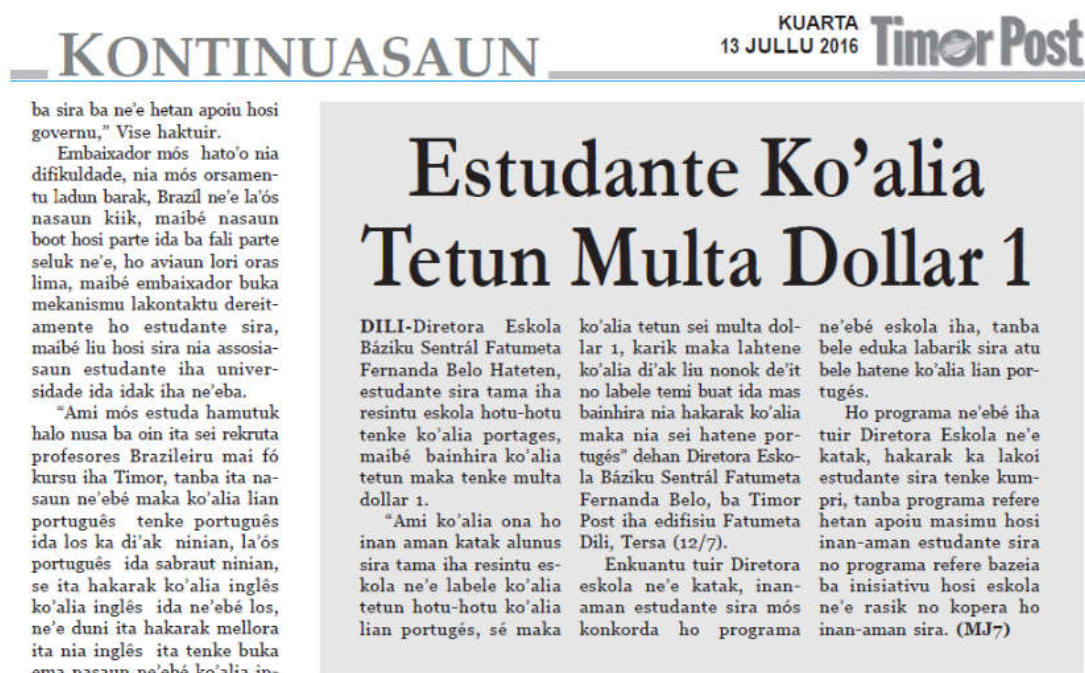 KONTINUASAUN
KUARTA
13 JULLU 2016
Timor Post
ba sira ba ne'e hetan apoiu hosi
governu,” Vise haktuir.
Embaixador mós hato'o nia
difikuldade, nia mós orsamen-
tu ladun barak, Brazíl ne'e la'ós
nasaun kiik, maibé nasaun
boot hosi parte ida ba fali parte
seluk ne'e, ho aviaun lori oras
lima, maibé embaixador buka
mekanismu lakontaktu dereit-
amente ho estudante sira,
maibé liu hosi sira nia assosia-
saun estudante iha univer-
sidade ida idak iha ne'eba.
“Ami mós estuda hamutuk
halo nusa ba oin ita sei rekruta
profesores Brazileiru mai fó
kursu iha Timor, tanba ita na-
saun ne'ebé maka ko'alia lian
português tenke português
ida los ka di'ak ninian, la'ós
português ida sabraut ninian,
se ita hakarak ko'alia inglês
ko'alia inglês ida ne'ebé los,
ne'e duni ita hakarak mellora
ita nia inglês ita tenke buka
ema nasaun ne'ebé ko'alia in-
Estudante Ko'alia
Tetun Multa Dollar 1
DILI-Diretora Eskola
Báziku Sentrál Fatumeta
Fernanda Belo Hateten,
estudante sira tama iha
resintu eskola hotu-hotu
tenke ko'alia portages,
maibé bainhira ko'alia
tetun maka tenke multa
dollar 1.
“Ami ko'alia ona ho
inan aman katak alunus
sira tama iha resintu es-
kola ne'e labele ko'alia
tetun hotu-hotu ko'alia
lian portugés, sé maka
ko'alia tetun sei multa dol-
lar 1, karik maka lahtene
ko'alia di'ak liu nonok de'it
no labele temi buat ida mas
bainhira nia hakarak ko'alia
maka nia sei hatene por-
tugés” dehan Diretora Esko-
la Báziku Sentrál Fatumeta
Fernanda Belo, ba Timor
Post iha edifisiu Fatumeta
Dili, Tersa (12/7).
Enkuantu tuir Diretora
eskola ne'e katak, inan-
aman estudante sira mós
konkorda ho programa
ne'ebé eskola iha, tanba
bele eduka labarik sira atu
bele hatene ko'alia lian por-
tugés.
Ho programa ne'ebé iha
tuir Diretora Eskola ne'e
katak, hakarak ka lakoi
estudante sira tenke kum-
pri, tanba programa refere
hetan apoiu masimu hosi
inan-aman estudante sira
no programa refere bazeia
ba inisiativu hosi eskola
ne'e rasik no kopera ho
inan-aman sira. (MJ7)